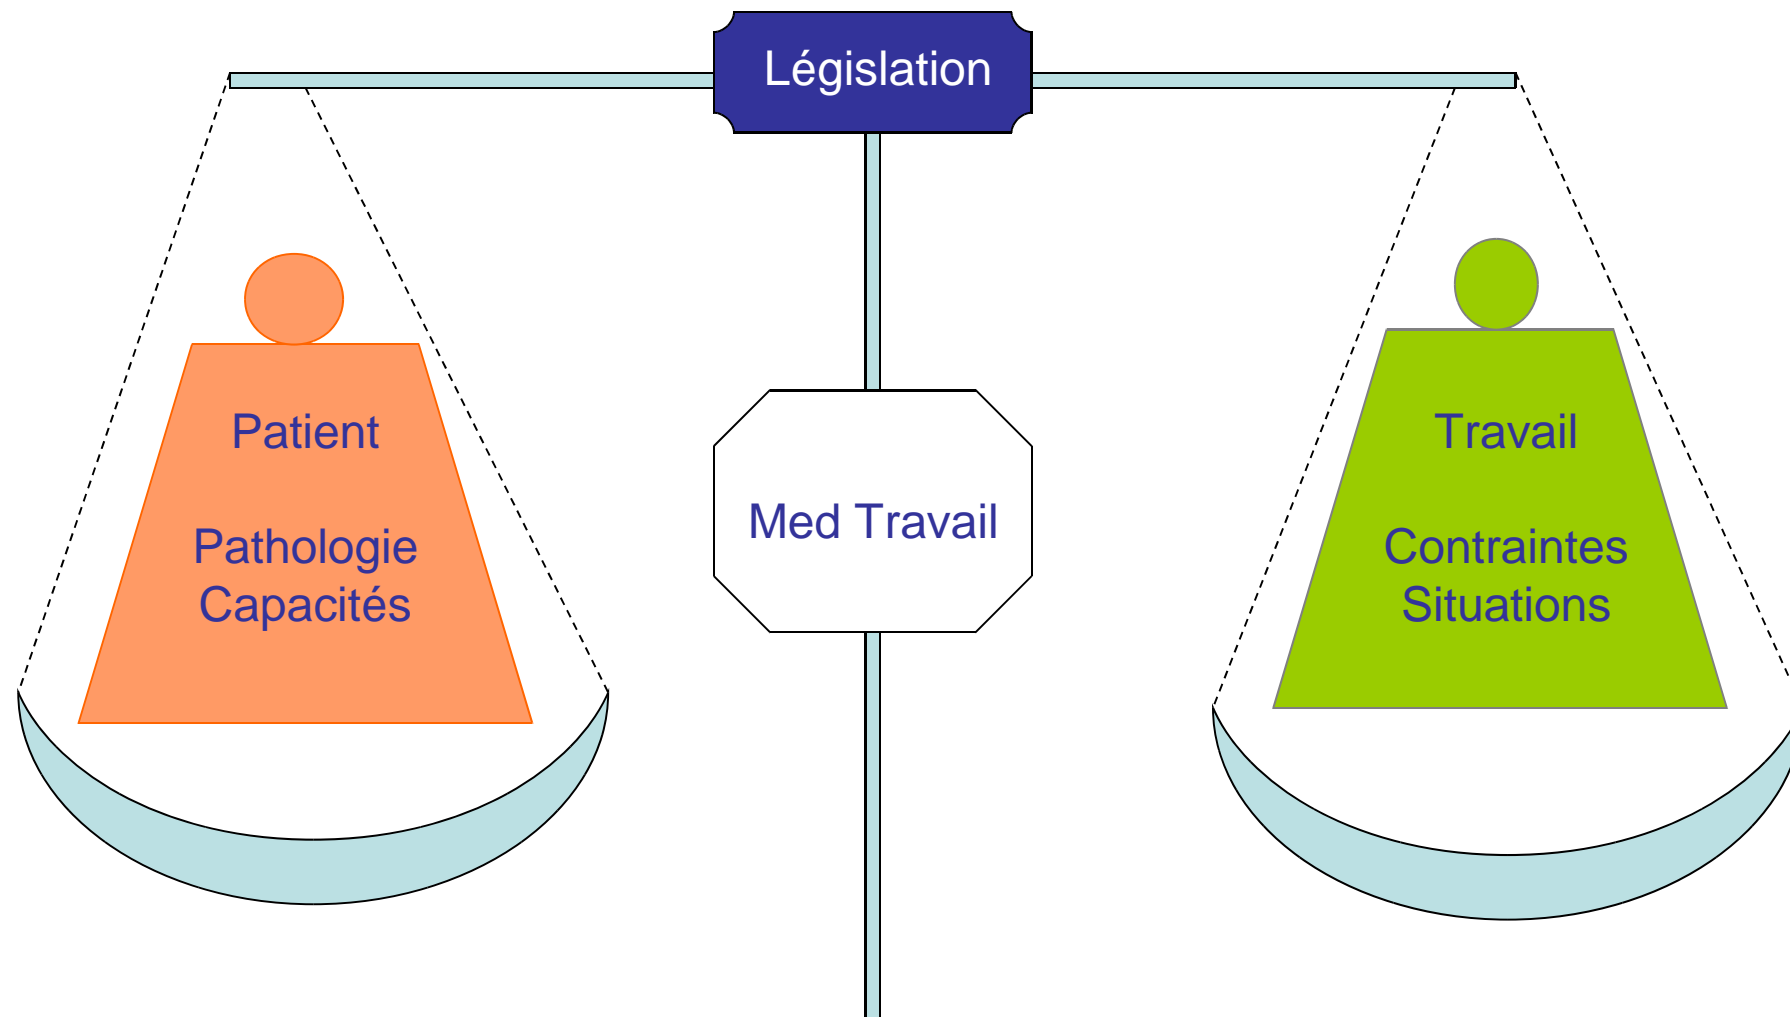 Législation
Patient
Pathologie
Capacités
Med Travail
Travail
Contraintes
Situations